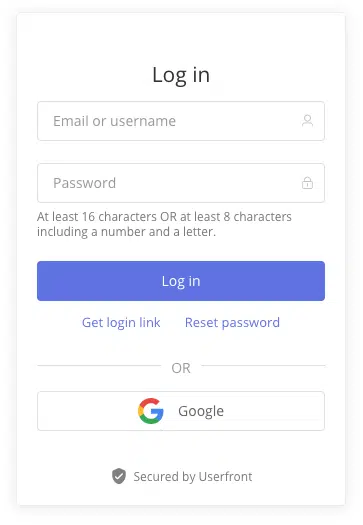 Log in
Email or username
Password
At least 16 characters OR at least 8 characters
including a number and a letter.
Log in
Get login link Reset password
OR
Google
Secured by Userfront